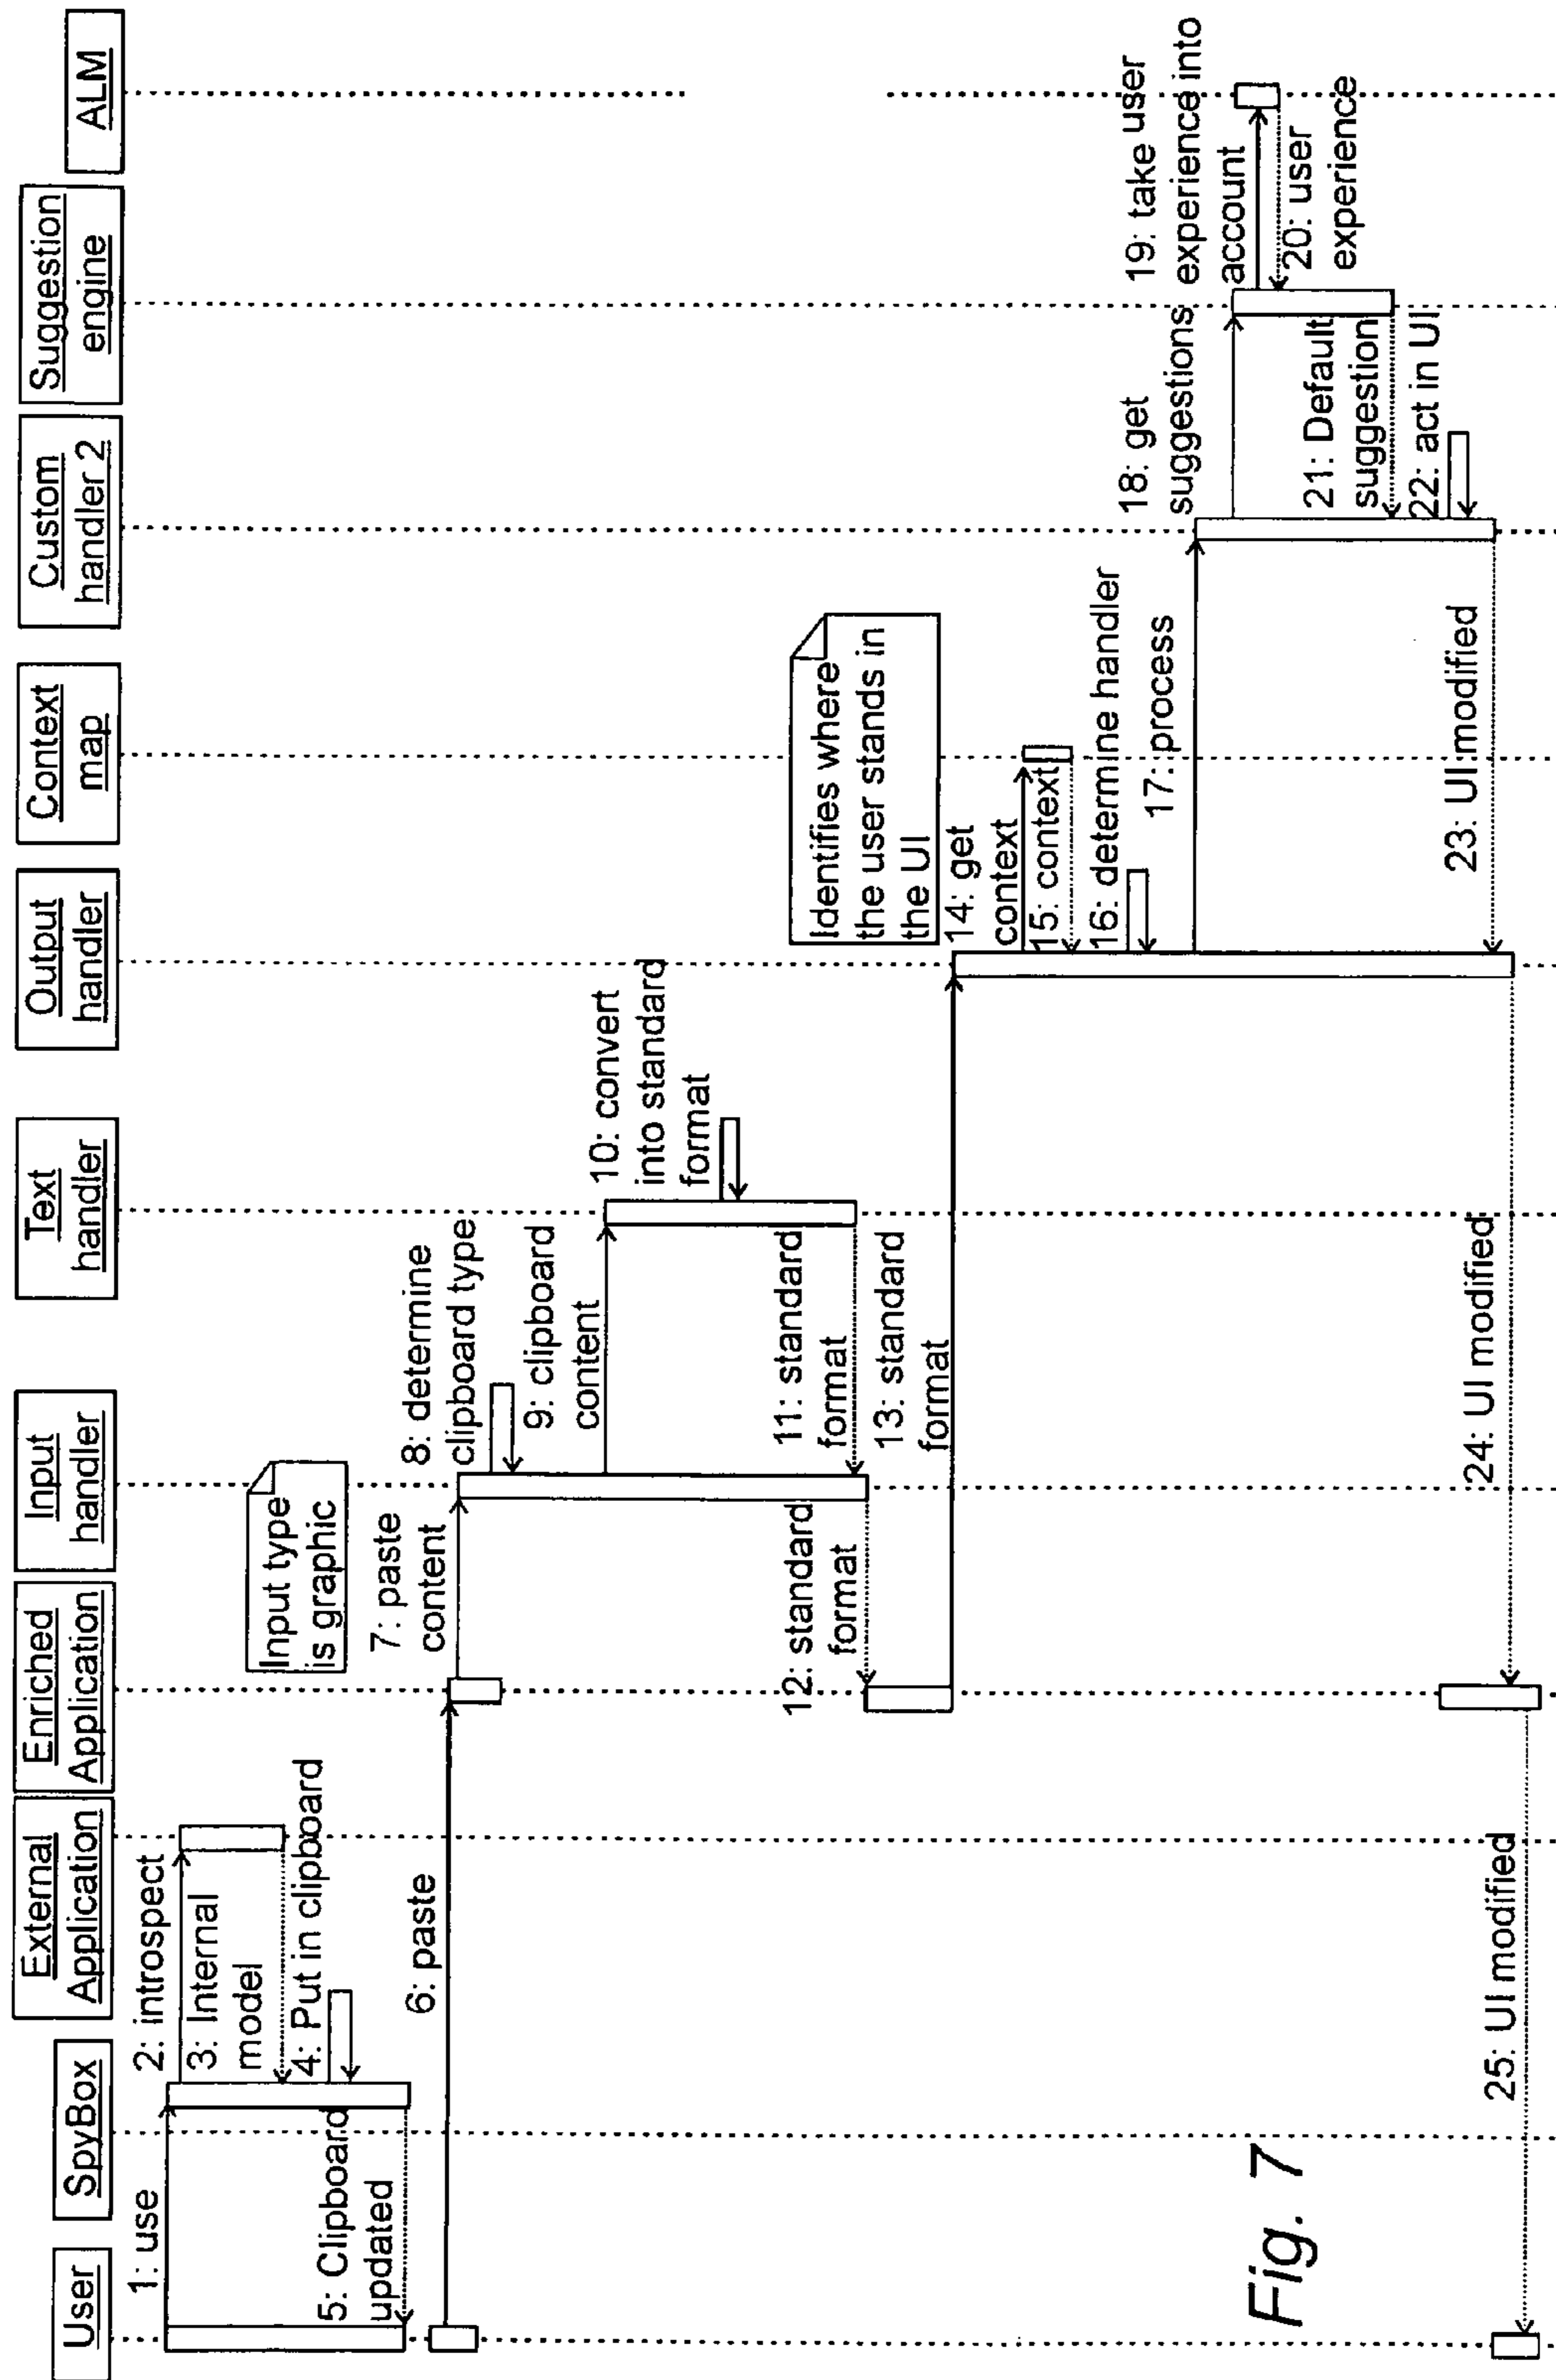 User
SpyBox
External
Application
Enriched
Application
Input
handler
Text
handler
Output
handler
Context
map
Custom
handler 2
Suggestion
engine
ALM
1: use
2: introspect
3: Internal
model
4: Put in clipboard
5: Clipboard
updated
6: paste
Input type
is graphic
7: paste
content
8: determine
clipboard type
9: clipboard
content
10: convert
into standard
format
11: standard
format
12: standard
format
13: standard
format
Identifies where
the user stands in
the UI
14: get
context
15: context
16: determine handler
17: process
18: get
suggestions
19: take user
experience into
account
20: user
experience
21: Default
suggestion
22: act in UI
23: UI modified
24: UI modified
25: UI modified
Fig. 7